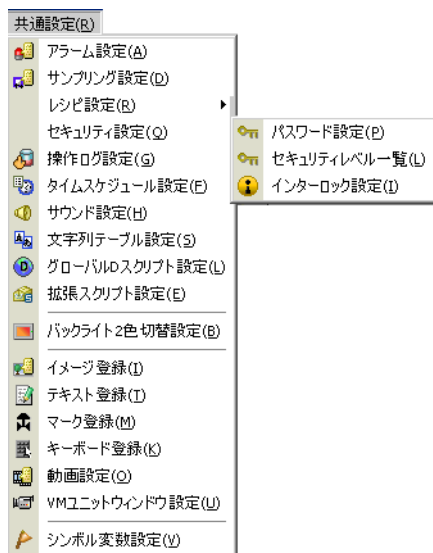 共通設定(R)
アラーム設定(A)
サンプリング設定(D)
レシピ設定(R)
セキュリティ設定(Q)
パスワード設定(P)
セキュリティレベル一覧(L)
インターロック設定(I)
操作ログ設定(G)
タイムスケジュール設定(F)
サウンド設定(H)
文字列テーブル設定(S)
グローバルDスクリプト設定(L)
拡張スクリプト設定(E)
バックライト2色切替設定(B)
イメージ登録(I)
テキスト登録(T)
マーク登録(M)
キーボード登録(K)
動画設定(O)
VMユニットウィンドウ設定(U)
シンボル変数設定(V)